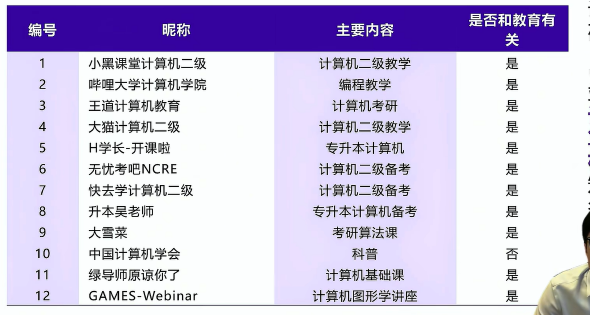 编号 昵称 主要内容 是否和教育有关
1 小黑课堂计算机二级 计算机二级教学 是
2 哔哩大学计算机学院 编程教学 是
3 王道计算机教育 计算机考研 是
4 大猫计算机二级 计算机二级教学 是
5 H学长-开课啦 专升本计算机 是
6 无忧考吧NCRE 计算机二级备考 是
7 快去学计算机二级 计算机二级备考 是
8 升本吴老师 专升本计算机备考 是
9 大雪菜 考研算法课 是
10 中国计算机学会 科普 否
11 绿导师原谅你了 计算机基础课 是
12 GAMES-Webinar 计算机图形学讲座 是